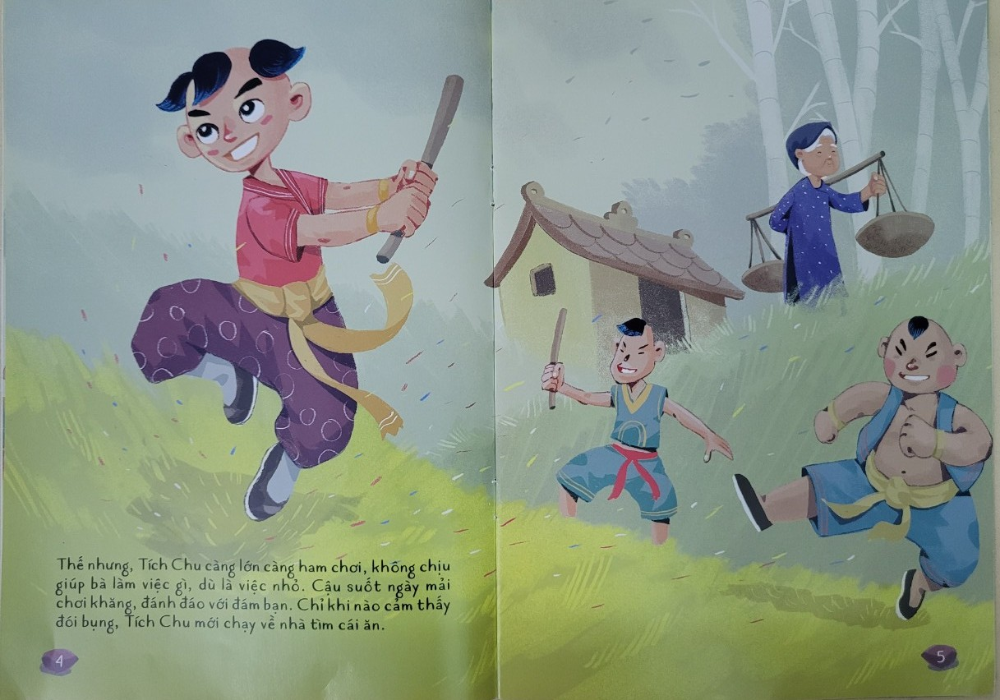 Thế nhưng, Tích Chu càng lớn càng ham chơi, không chịu
giúp bà làm việc gì, dù là việc nhỏ. Cậu suốt ngày mải
chơi khăng, đánh đáo với đám bạn. Chỉ khi nào cảm thấy
đói bụng, Tích Chu mới chạy về nhà tìm cái ăn.
4
5